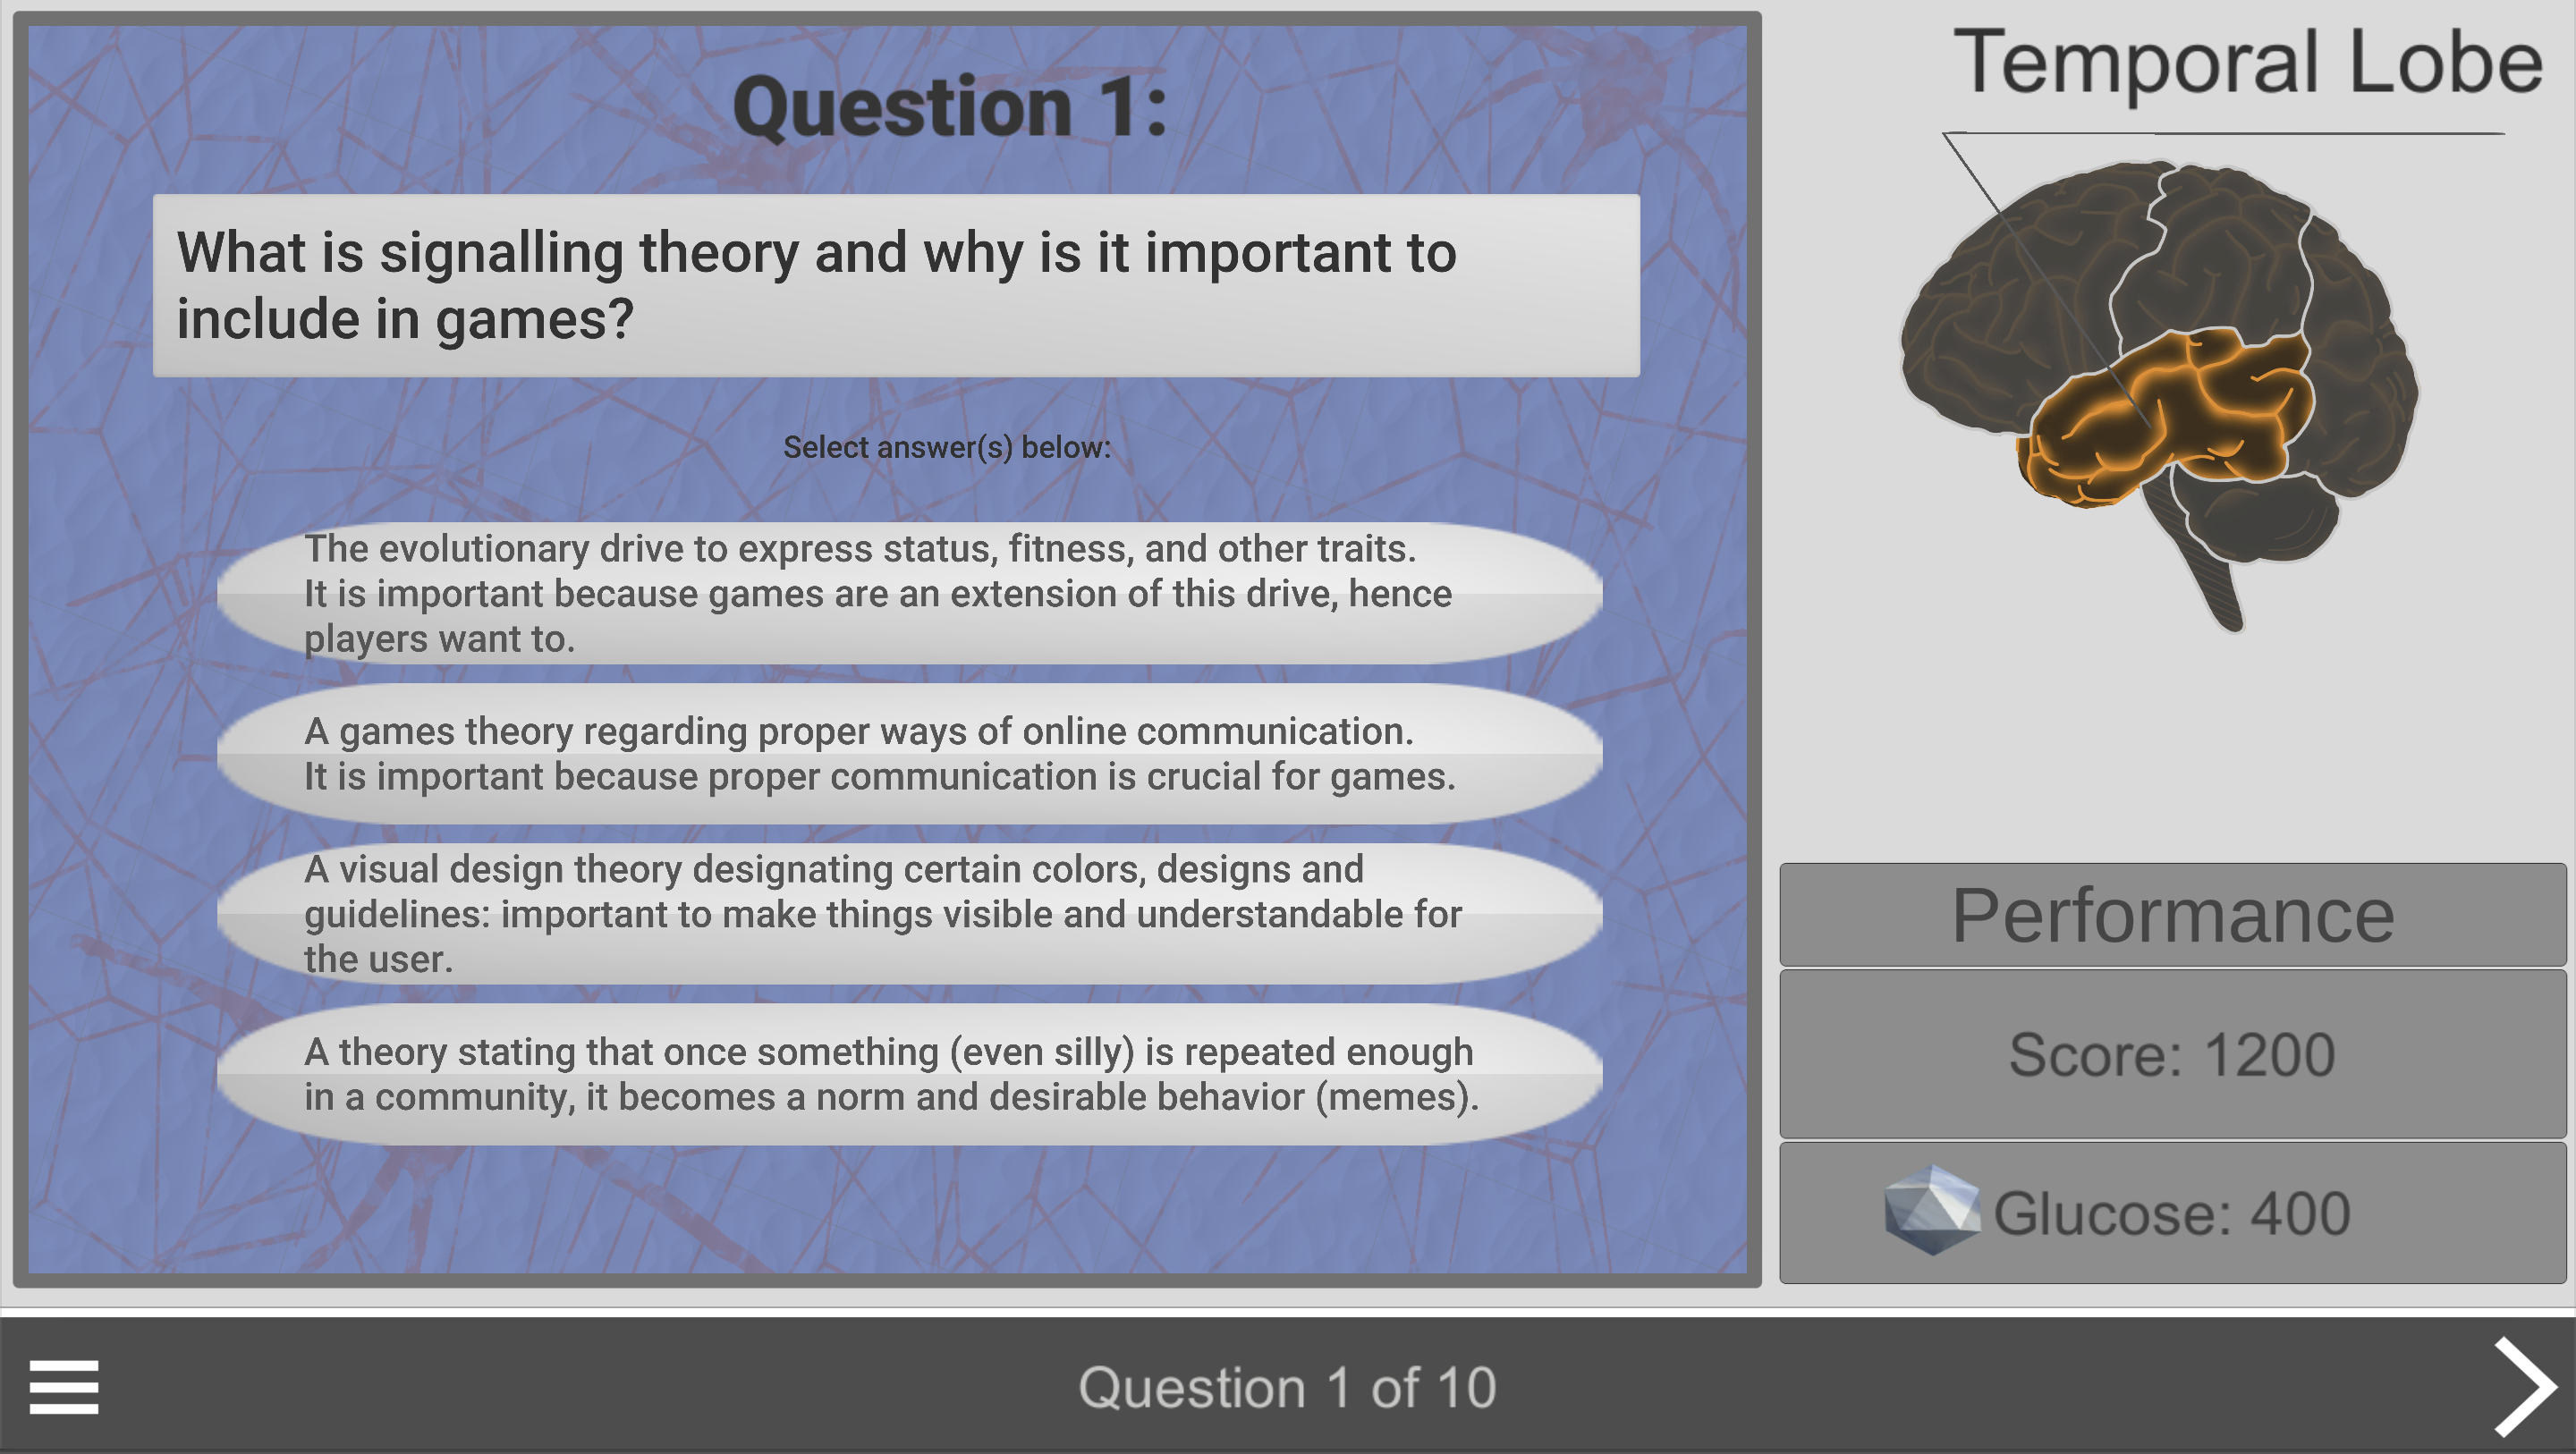 Question 1:
What is signalling theory and why is it important to
include in games?
Select answer(s) below:
The evolutionary drive to express status, fitness, and other traits.
It is important because games are an extension of this drive, hence
players want to.
A games theory regarding proper ways of online communication.
It is important because proper communication is crucial for games.
A visual design theory designating certain colors, designs and
guidelines: important to make things visible and understandable for
the user.
A theory stating that once something (even silly) is repeated enough
in a community, it becomes a norm and desirable behavior (memes).
Temporal Lobe
Performance
Score: 1200
Glucose: 400
Question 1 of 10